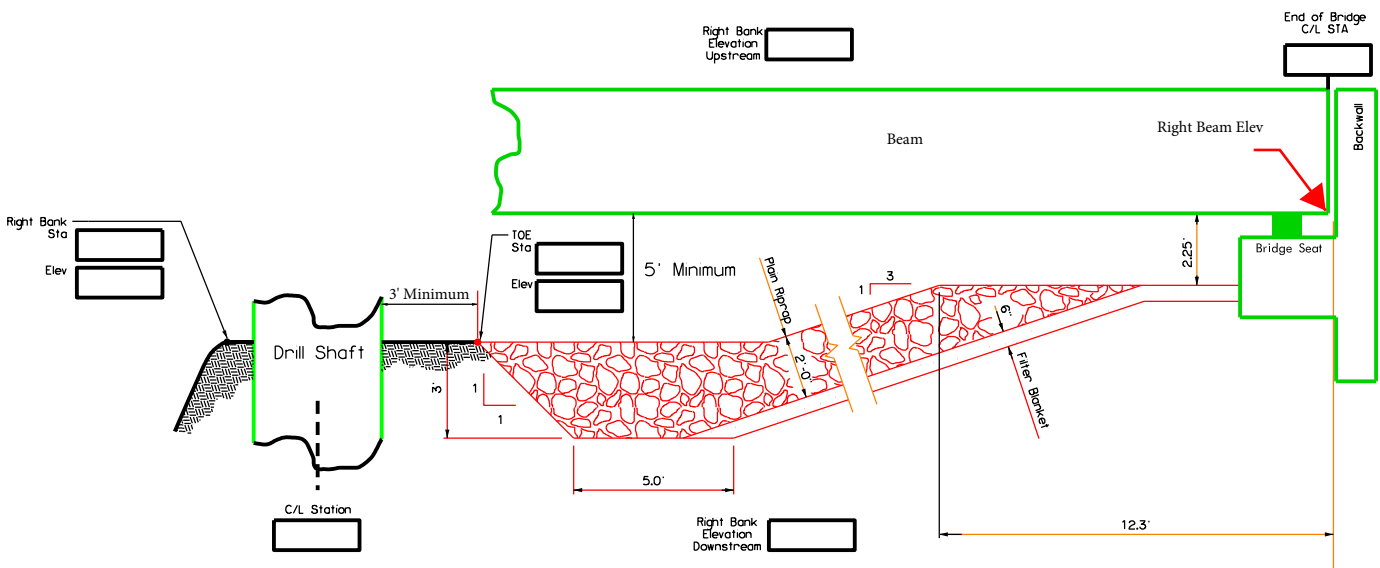 End of Bridge
C/L STA
Right Bank
Elevation
Upstream
Backwall
Beam
Right Beam Elev
Right Bank
Sta
Elev
TOE
Sta
Elev
5' Minimum
3' Minimum
Plain Riprap
3
1
2.25'
Bridge Seat
Drill Shaft
3'
1
1
2'-0"
6"
Filter Blanket
5.0'
12.3'
C/L Station
Right Bank
Elevation
Downstream